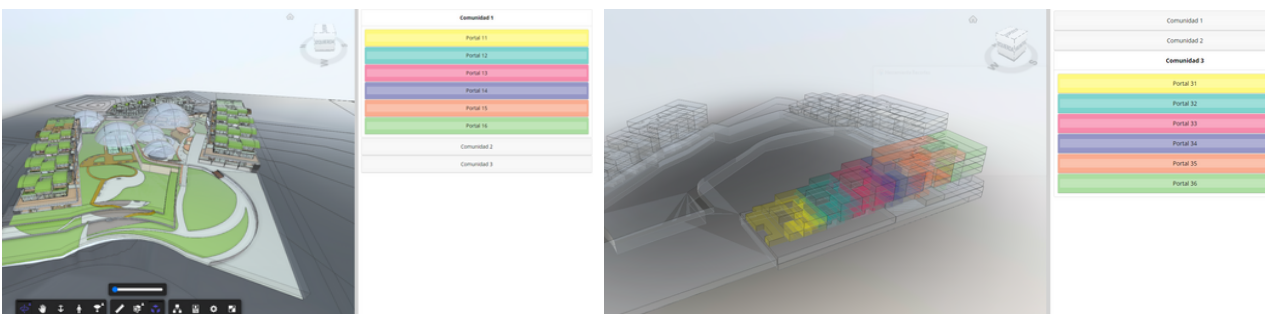 Comunidad 1
Portal 11
Portal 12
Portal 13
Portal 14
Portal 15
Portal 16
Comunidad 2
Comunidad 3
Comunidad 1
Comunidad 2
Comunidad 3
Portal 31
Portal 32
Portal 33
Portal 34
Portal 35
Portal 36